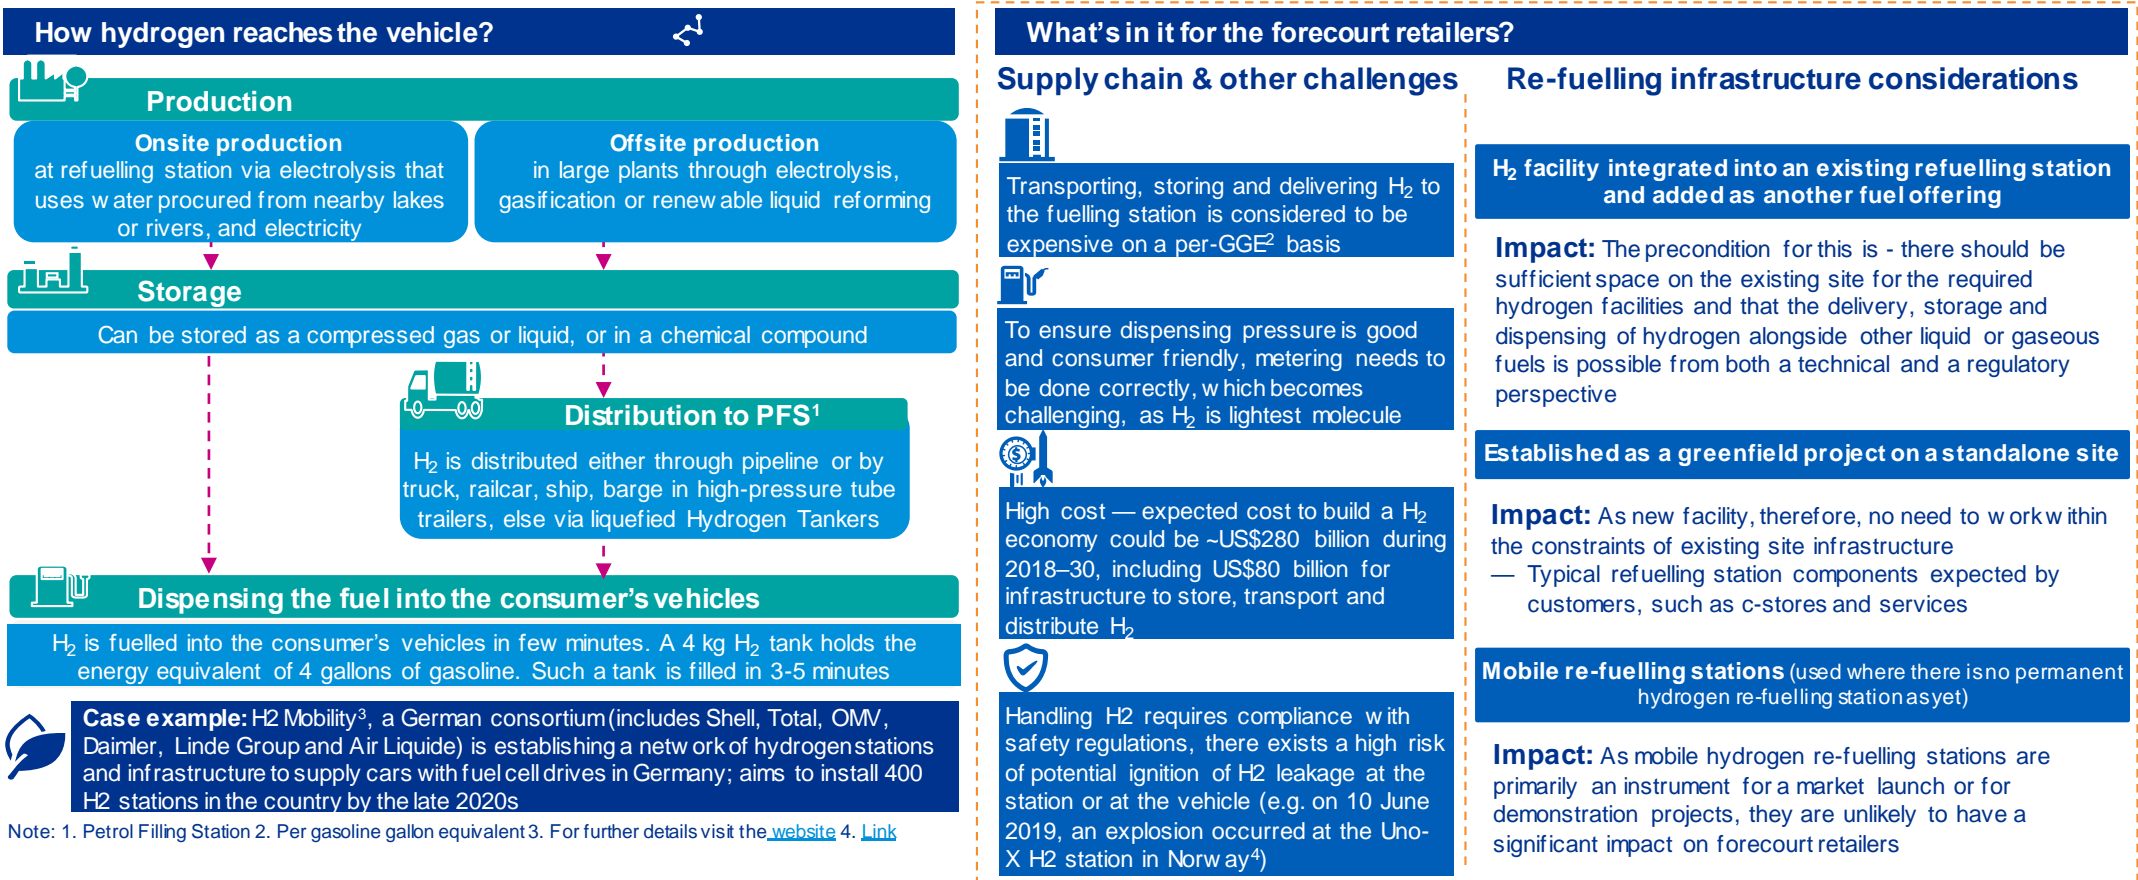 How hydrogen reaches the vehicle?
Production
Onsite production
at refuelling station via electrolysis that
uses water procured from nearby lakes
or rivers, and electricity
Offsite production
in large plants through electrolysis,
gasification or renewable liquid reforming
Storage
Can be stored as a compressed gas or liquid, or in a chemical compound
Distribution to PFS¹
H₂ is distributed either through pipeline or by
truck, railcar, ship, barge in high-pressure tube
trailers, else via liquefied Hydrogen Tankers
Dispensing the fuel into the consumer's vehicles
H₂ is fuelled into the consumer's vehicles in few minutes. A 4 kg H₂ tank holds the
energy equivalent of 4 gallons of gasoline. Such a tank is filled in 3-5 minutes
Case example: H2 Mobility³, a German consortium (includes Shell, Total, OMV,
Daimler, Linde Group and Air Liquide) is establishing a network of hydrogen stations
and infrastructure to supply cars with fuel cell drives in Germany; aims to install 400
H2 stations in the country by the late 2020s
Note: 1. Petrol Filling Station 2. Per gasoline gallon equivalent 3. For further details visit the website 4. Link
What's in it for the forecourt retailers?
Supply chain & other challenges
Transporting, storing and delivering H₂ to
the fuelling station is considered to be
expensive on a per-GGE² basis
To ensure dispensing pressure is good
and consumer friendly, metering needs to
be done correctly, which becomes
challenging, as H₂ is lightest molecule
High cost — expected cost to build a H₂
economy could be ~US$280 billion during
2018–30, including US$80 billion for
infrastructure to store, transport and
distribute H₂
Handling H2 requires compliance with
safety regulations, there exists a high risk
of potential ignition of H2 leakage at the
station or at the vehicle (e.g. on 10 June
2019, an explosion occurred at the Uno-
X H2 station in Norway⁴)
Re-fuelling infrastructure considerations
H₂ facility integrated into an existing refuelling station
and added as another fuel offering
Impact: The precondition for this is - there should be
sufficient space on the existing site for the required
hydrogen facilities and that the delivery, storage and
dispensing of hydrogen alongside other liquid or gaseous
fuels is possible from both a technical and a regulatory
perspective
Established as a greenfield project on a standalone site
Impact: As new facility, therefore, no need to work within
the constraints of existing site infrastructure
— Typical refuelling station components expected by
customers, such as c-stores and services
Mobile re-fuelling stations (used where there is no permanent
hydrogen re-fuelling station as yet)
Impact: As mobile hydrogen re-fuelling stations are
primarily an instrument for a market launch or for
demonstration projects, they are unlikely to have a
significant impact on forecourt retailers